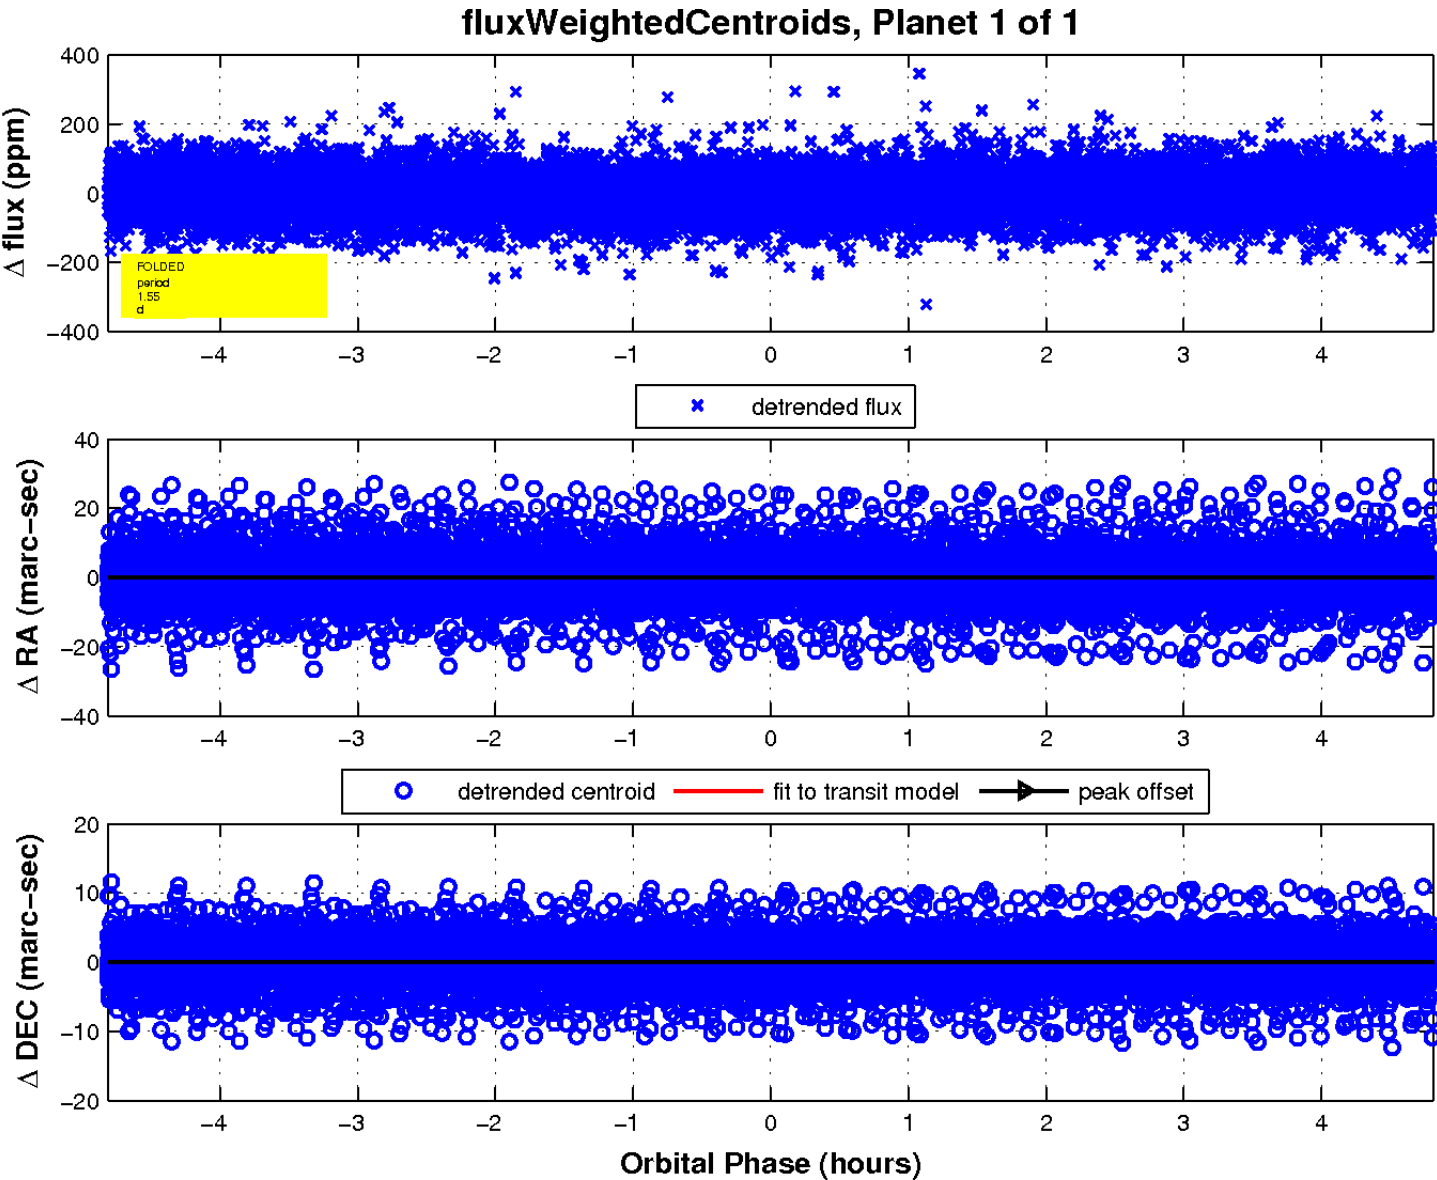 fluxWeightedCentroids, Planet 1 of 1
Δ flux (ppm)
400
200
0
−200
−400
FOLDED
period
1.55
d
−4 −3 −2 −1 0 1 2 3 4
detrended flux
Δ RA (marc−sec)
40
20
0
−20
−40
−4 −3 −2 −1 0 1 2 3 4
detrended centroid fit to transit model peak offset
Δ DEC (marc−sec)
20
10
0
−10
−20
−4 −3 −2 −1 0 1 2 3 4
Orbital Phase (hours)